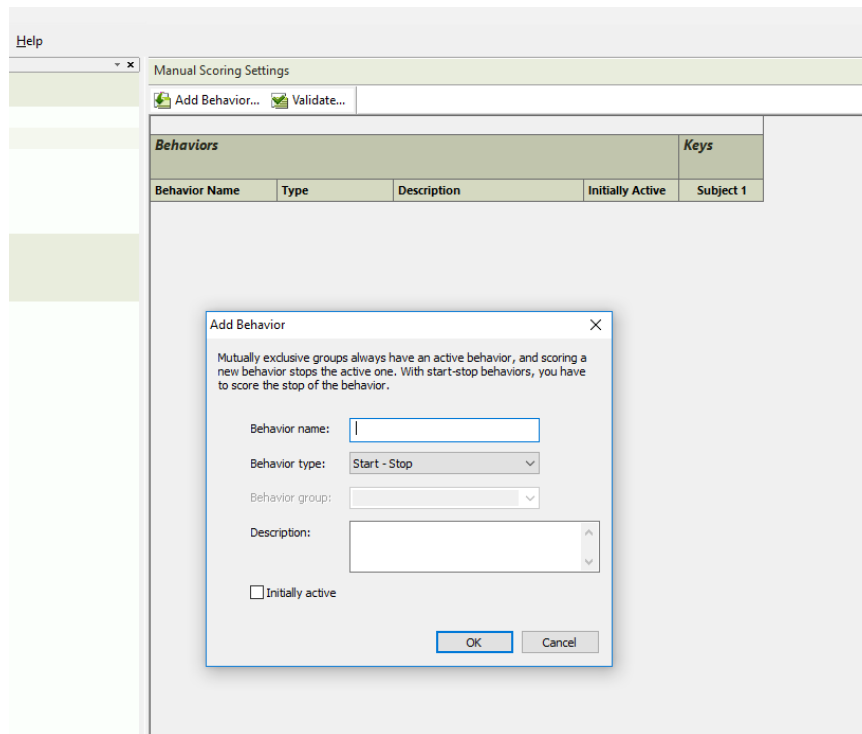 Help
Manual Scoring Settings
Add Behavior... Validate...
Behaviors Keys
Behavior Name Type Description Initially Active Subject 1
Add Behavior
Mutually exclusive groups always have an active behavior, and scoring a
new behavior stops the active one. With start-stop behaviors, you have
to score the stop of the behavior.
Behavior name:
Behavior type: Start - Stop
Behavior group:
Description:
Initially active
OK Cancel